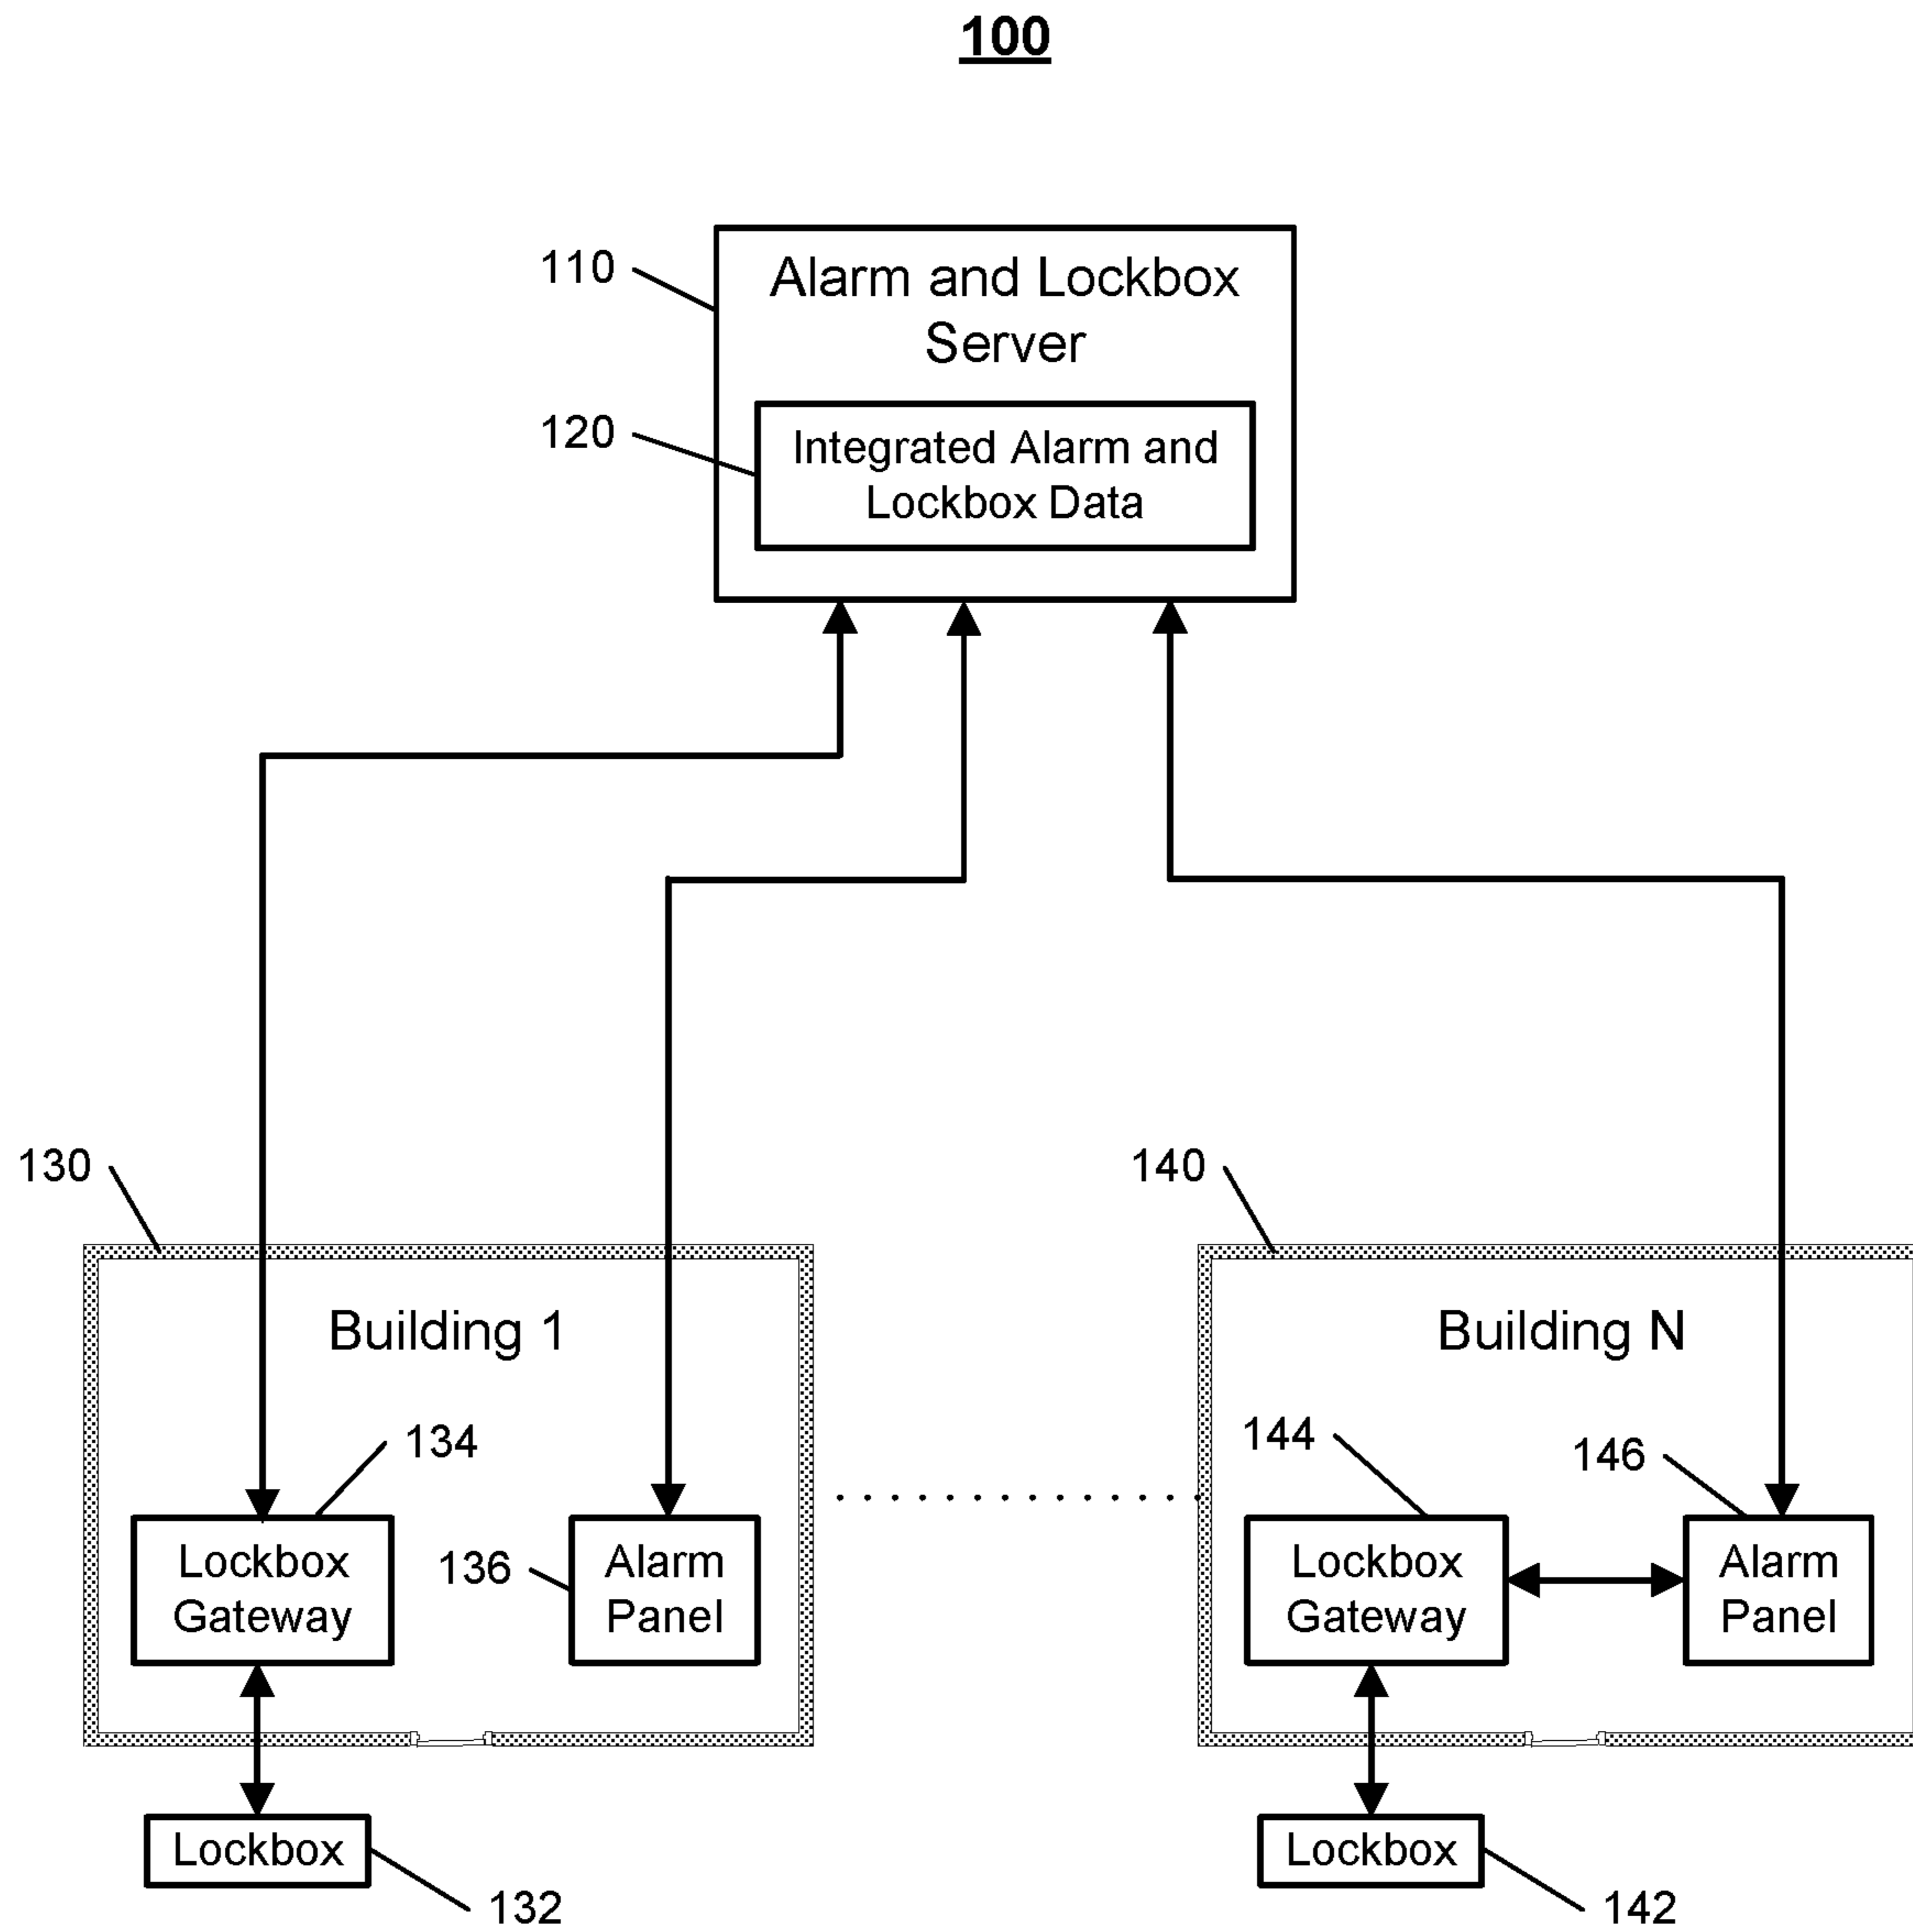 100
110
Alarm and Lockbox
Server
120
Integrated Alarm and
Lockbox Data
130
140
Building 1
Building N
134
144
146
Lockbox
Gateway
136
Alarm
Panel
Lockbox
Gateway
Alarm
Panel
Lockbox
132
Lockbox
142